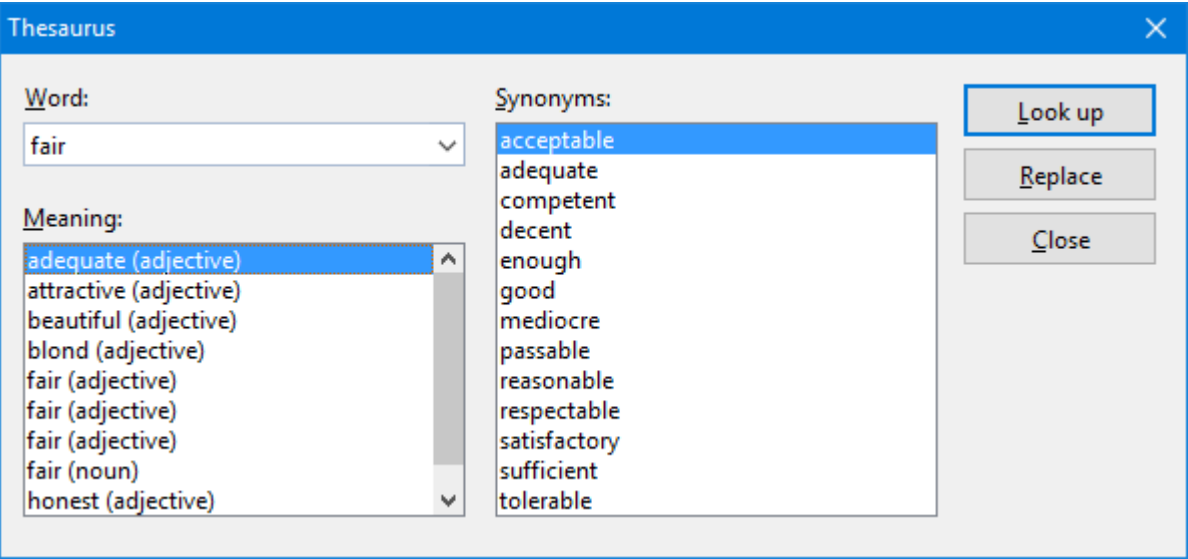 Thesaurus
Word:
fair
Meaning:
adequate (adjective)
attractive (adjective)
beautiful (adjective)
blond (adjective)
fair (adjective)
fair (adjective)
fair (adjective)
fair (noun)
honest (adjective)
Synonyms:
acceptable
adequate
competent
decent
enough
good
mediocre
passable
reasonable
respectable
satisfactory
sufficient
tolerable
Look up
Replace
Close